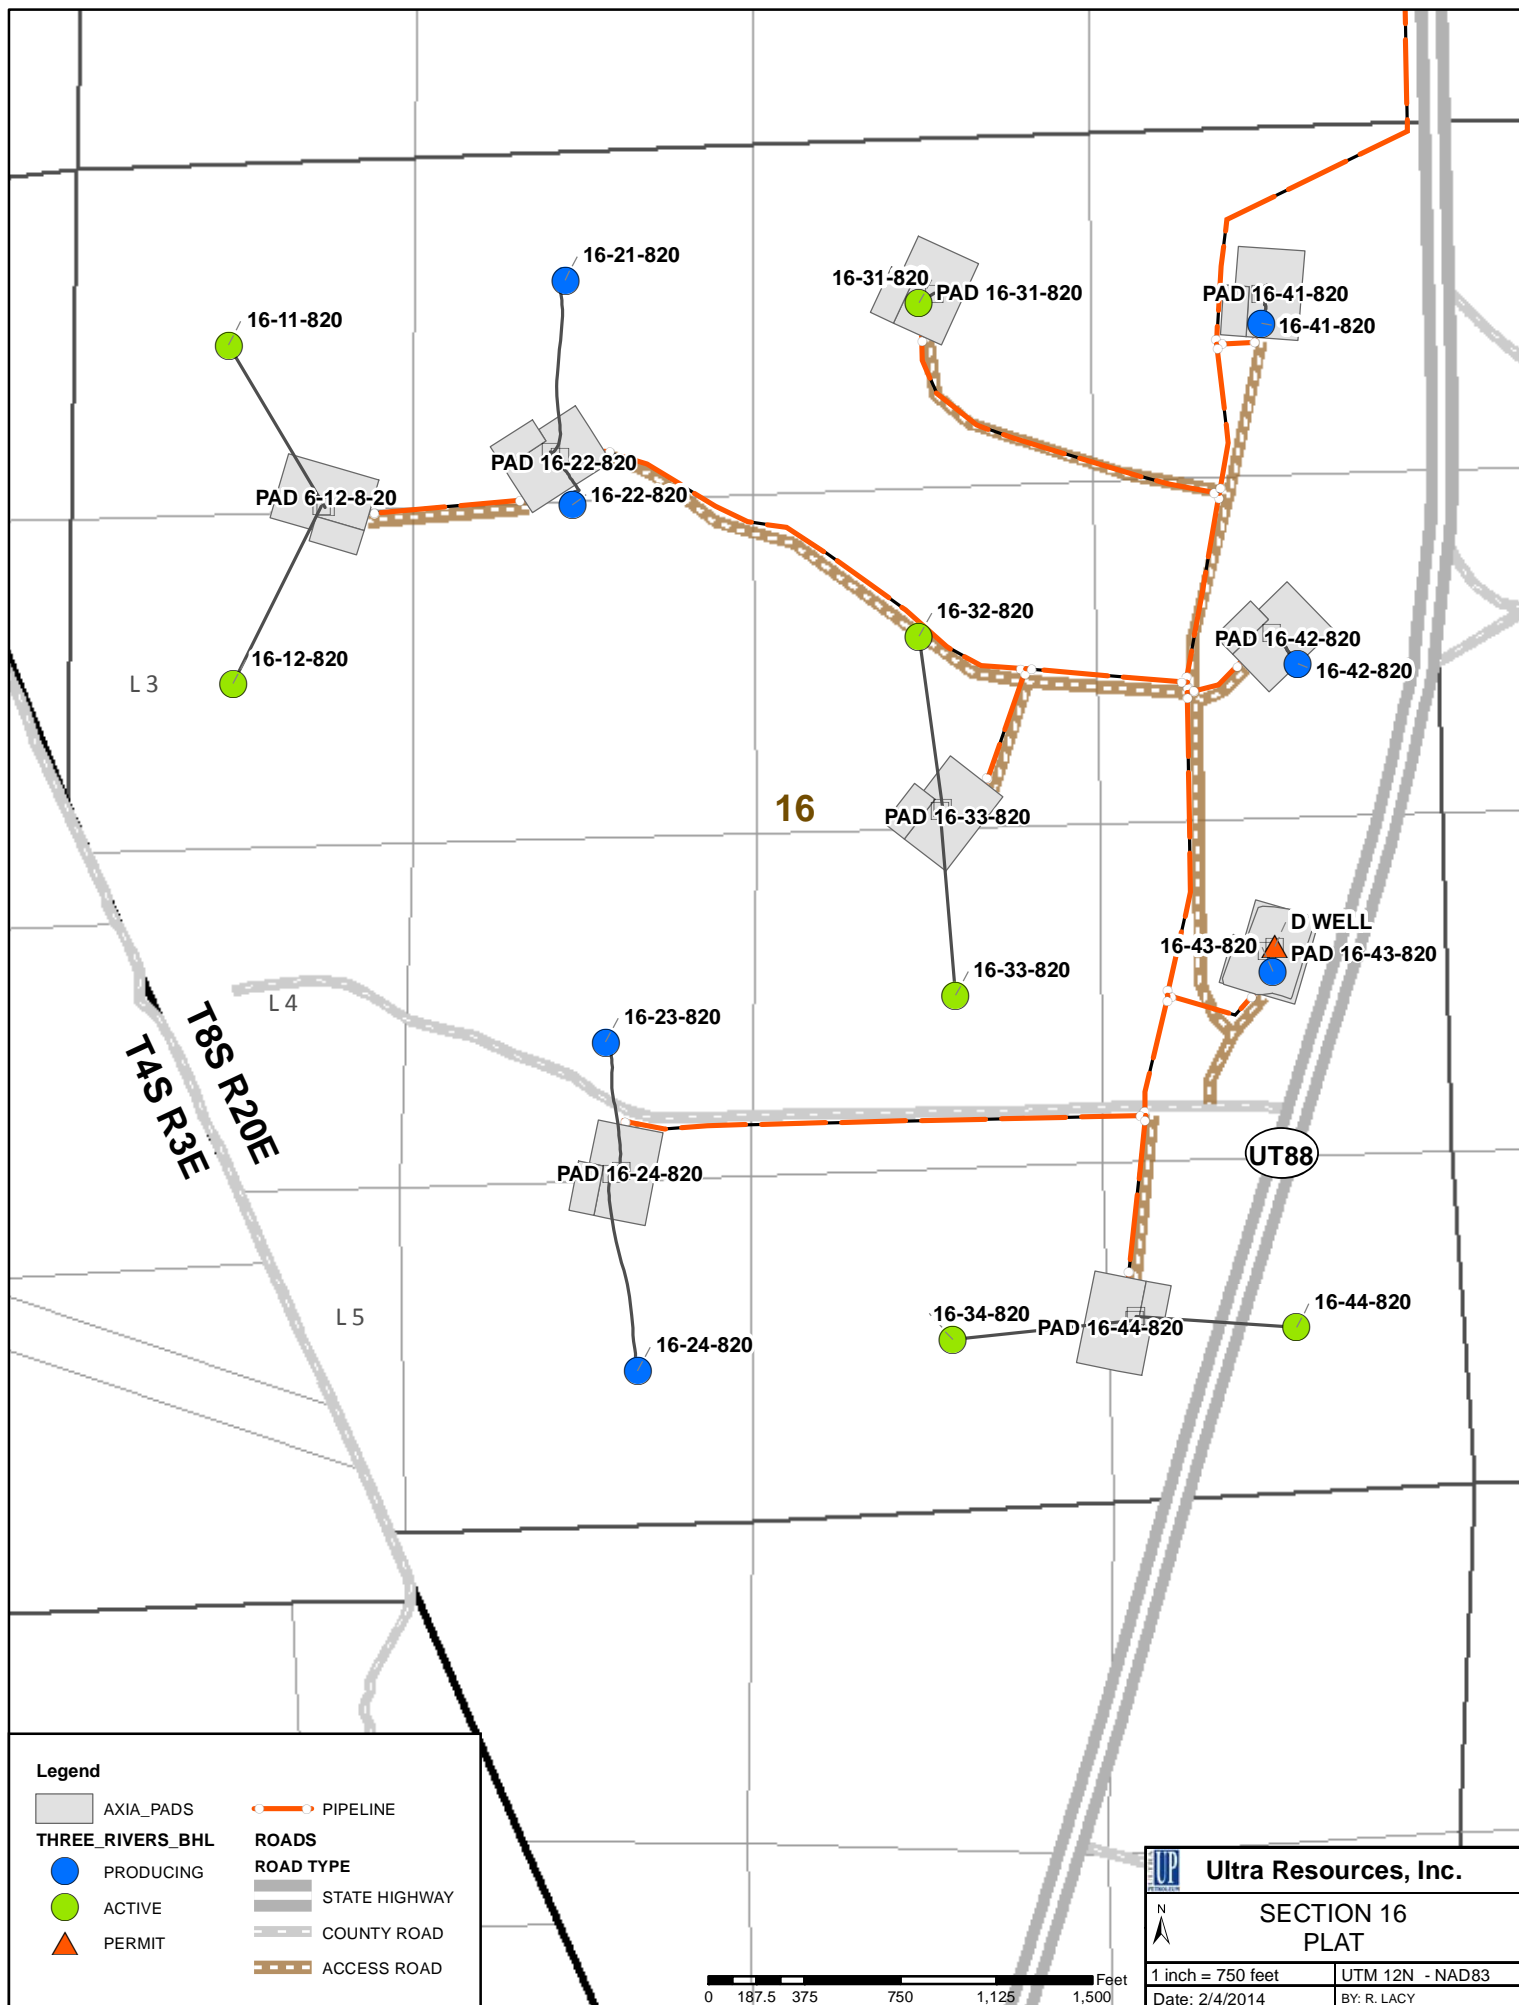 16-21-820
16-31-820
PAD 16-31-820
PAD 16-41-820
16-41-820
16-11-820
PAD 16-22-820
16-22-820
PAD 6-12-8-20
16-32-820
PAD 16-42-820
16-42-820
16-12-820
L 3
16
PAD 16-33-820
D WELL
16-43-820
PAD 16-43-820
16-33-820
L 4
16-23-820
T8S R20E
T4S R3E
UT88
PAD 16-24-820
16-44-820
16-34-820
PAD 16-44-820
L 5
16-24-820
Legend
AXIA_PADS
PIPELINE
THREE_RIVERS_BHL
ROADS
ROAD TYPE
PRODUCING
STATE HIGHWAY
ACTIVE
COUNTY ROAD
PERMIT
ACCESS ROAD
Feet
0 187.5 375 750 1,125 1,500
UP
Ultra Resources, Inc.
N
SECTION 16
PLAT
1 inch = 750 feet
UTM 12N - NAD83
Date: 2/4/2014
BY: R. LACY